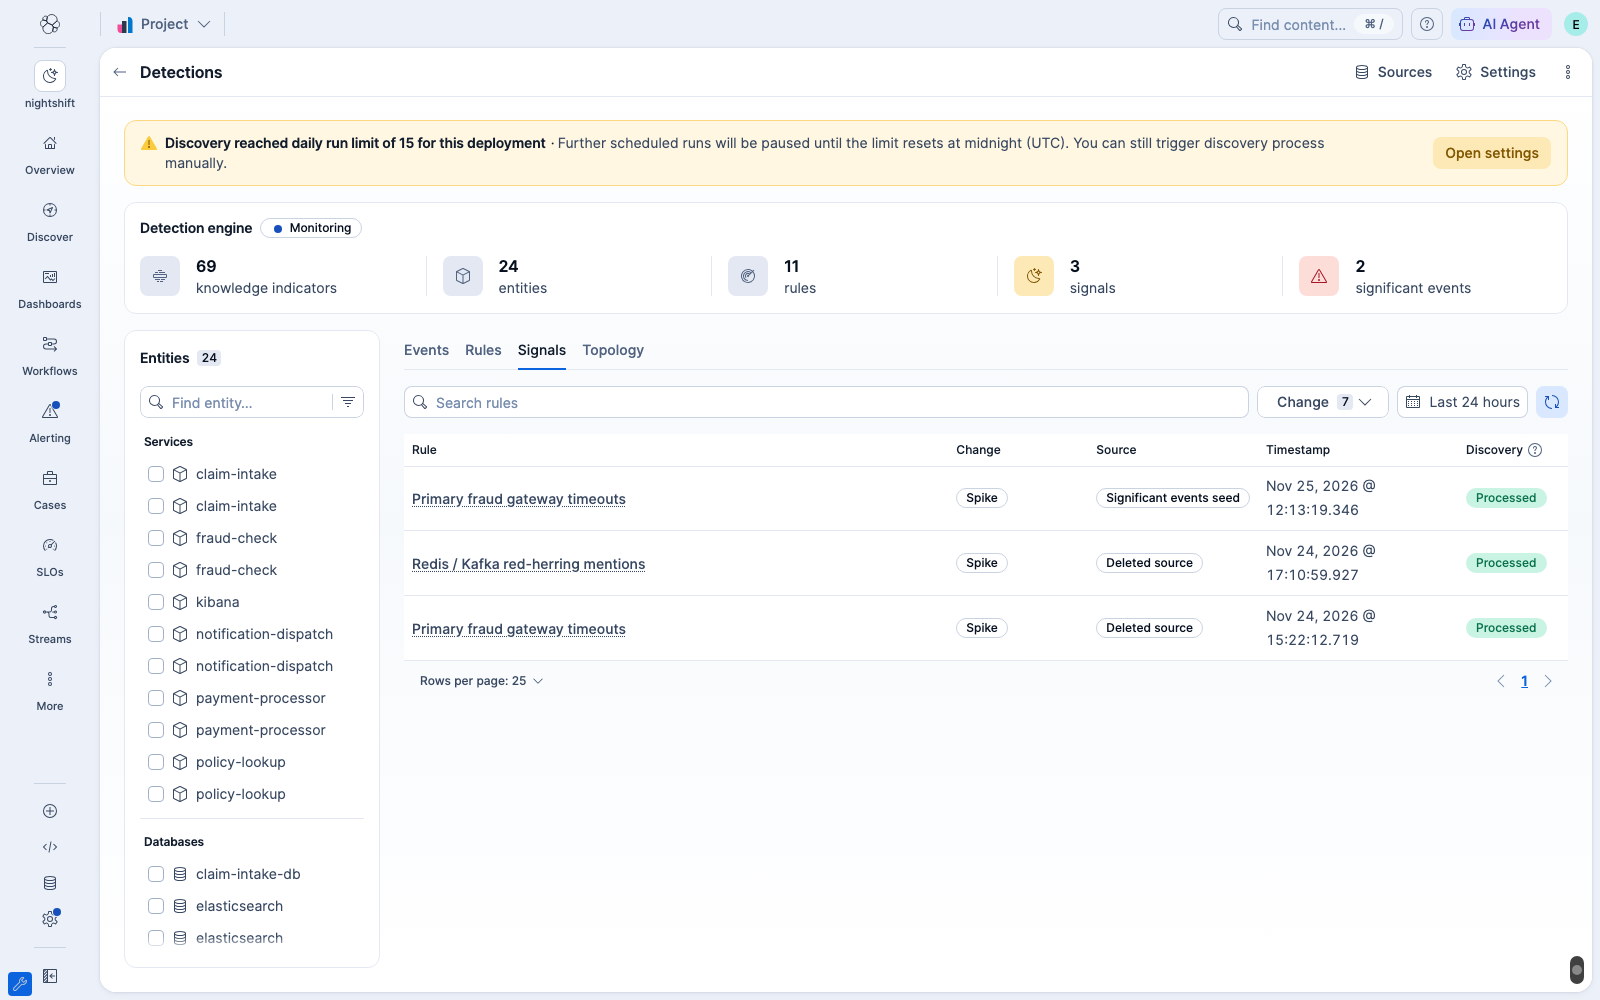 Project
Find content...
⌘ /
AI Agent
E
nightshift
Overview
Discover
Dashboards
Workflows
Alerting
Cases
SLOs
Streams
More
Detections
Sources
Settings
Discovery reached daily run limit of 15 for this deployment · Further scheduled runs will be paused until the limit resets at midnight (UTC). You can still trigger discovery process
manually.
Open settings
Detection engine
Monitoring
69
knowledge indicators
24
entities
11
rules
3
signals
2
significant events
Entities 24
Find entity...
Services
claim-intake
claim-intake
fraud-check
fraud-check
kibana
notification-dispatch
notification-dispatch
payment-processor
payment-processor
policy-lookup
policy-lookup
Databases
claim-intake-db
elasticsearch
elasticsearch
Events Rules Signals Topology
Search rules
Change 7
Last 24 hours
Rule Change Source Timestamp Discovery
Primary fraud gateway timeouts Spike Significant events seed Nov 25, 2026 @
12:13:19.346
Processed
Redis / Kafka red-herring mentions Spike Deleted source Nov 24, 2026 @
17:10:59.927
Processed
Primary fraud gateway timeouts Spike Deleted source Nov 24, 2026 @
15:22:12.719
Processed
Rows per page: 25
1